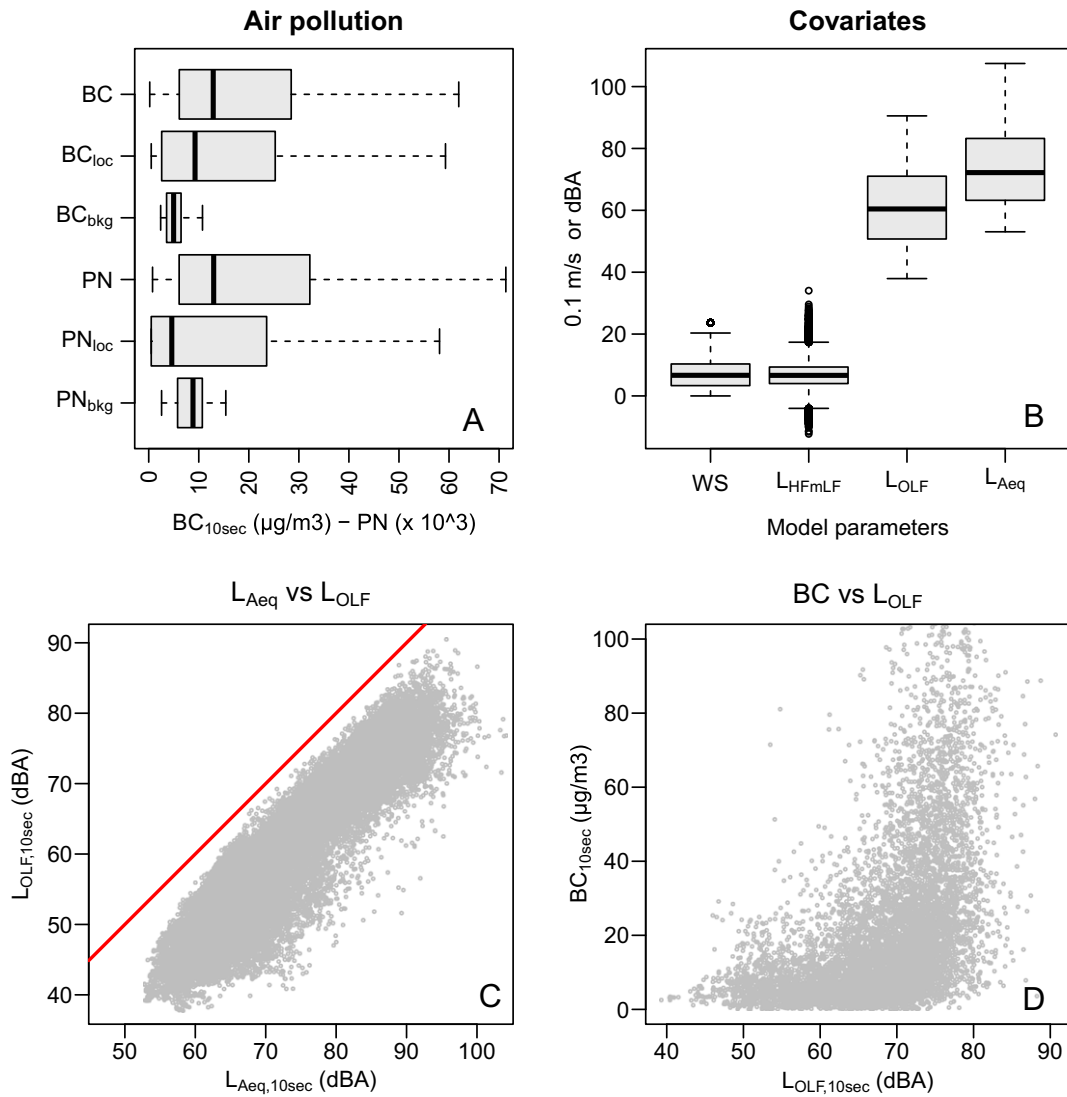 Air pollution
BC
BCloc
BCbkg
PN
PNloc
PNbkg
A
0 10 20 30 40 50 60 70
BC10sec (µg/m3) − PN (x 10^3)
Covariates
100
80
60
40
20
0
0.1 m/s or dBA
B
WS LHFmLF LOLF LAeq
Model parameters
LAeq vs LOLF
90
80
70
60
50
40
LOLF,10sec (dBA)
C
50 60 70 80 90 100
LAeq,10sec (dBA)
BC vs LOLF
100
80
60
40
20
0
BC10sec (µg/m3)
D
40 50 60 70 80 90
LOLF,10sec (dBA)